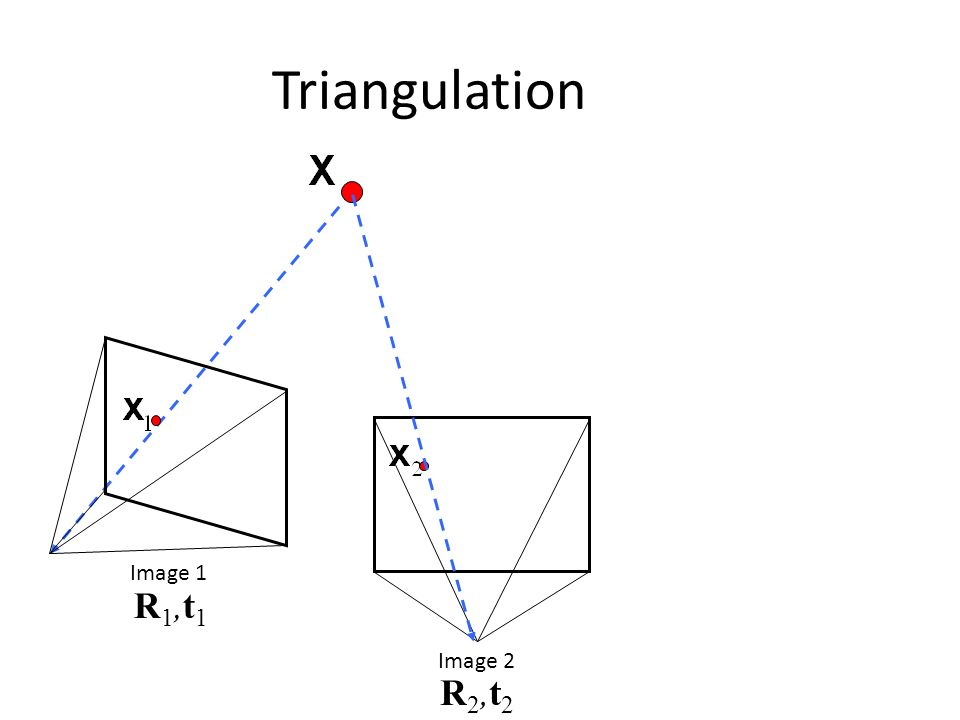 Triangulation
X
x₁
x₂
Image 1
R₁,t₁
Image 2
R₂,t₂